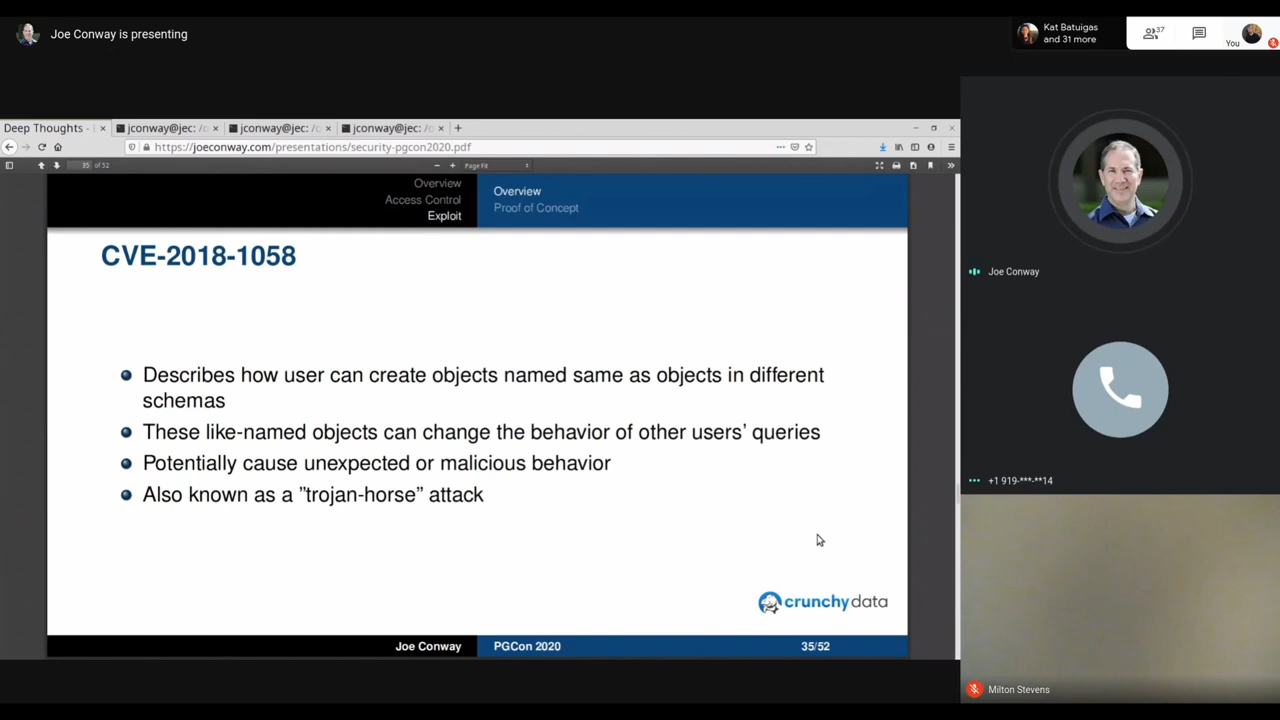 Joe Conway is presenting
Kat Batuigas
and 31 more
37
You
Deep Thoughts -
jconway@jec: /
jconway@jec: /
jconway@jec: /
https://joeconway.com/presentations/security-pgcon2020.pdf
35 of 52
Page Fit
Overview
Access Control
Exploit
Overview
Proof of Concept
CVE-2018-1058
Describes how user can create objects named same as objects in different
schemas
These like-named objects can change the behavior of other users' queries
Potentially cause unexpected or malicious behavior
Also known as a "trojan-horse" attack
crunchy data
Joe Conway
PGCon 2020
35/52
Joe Conway
+1 919-***-**14
Milton Stevens